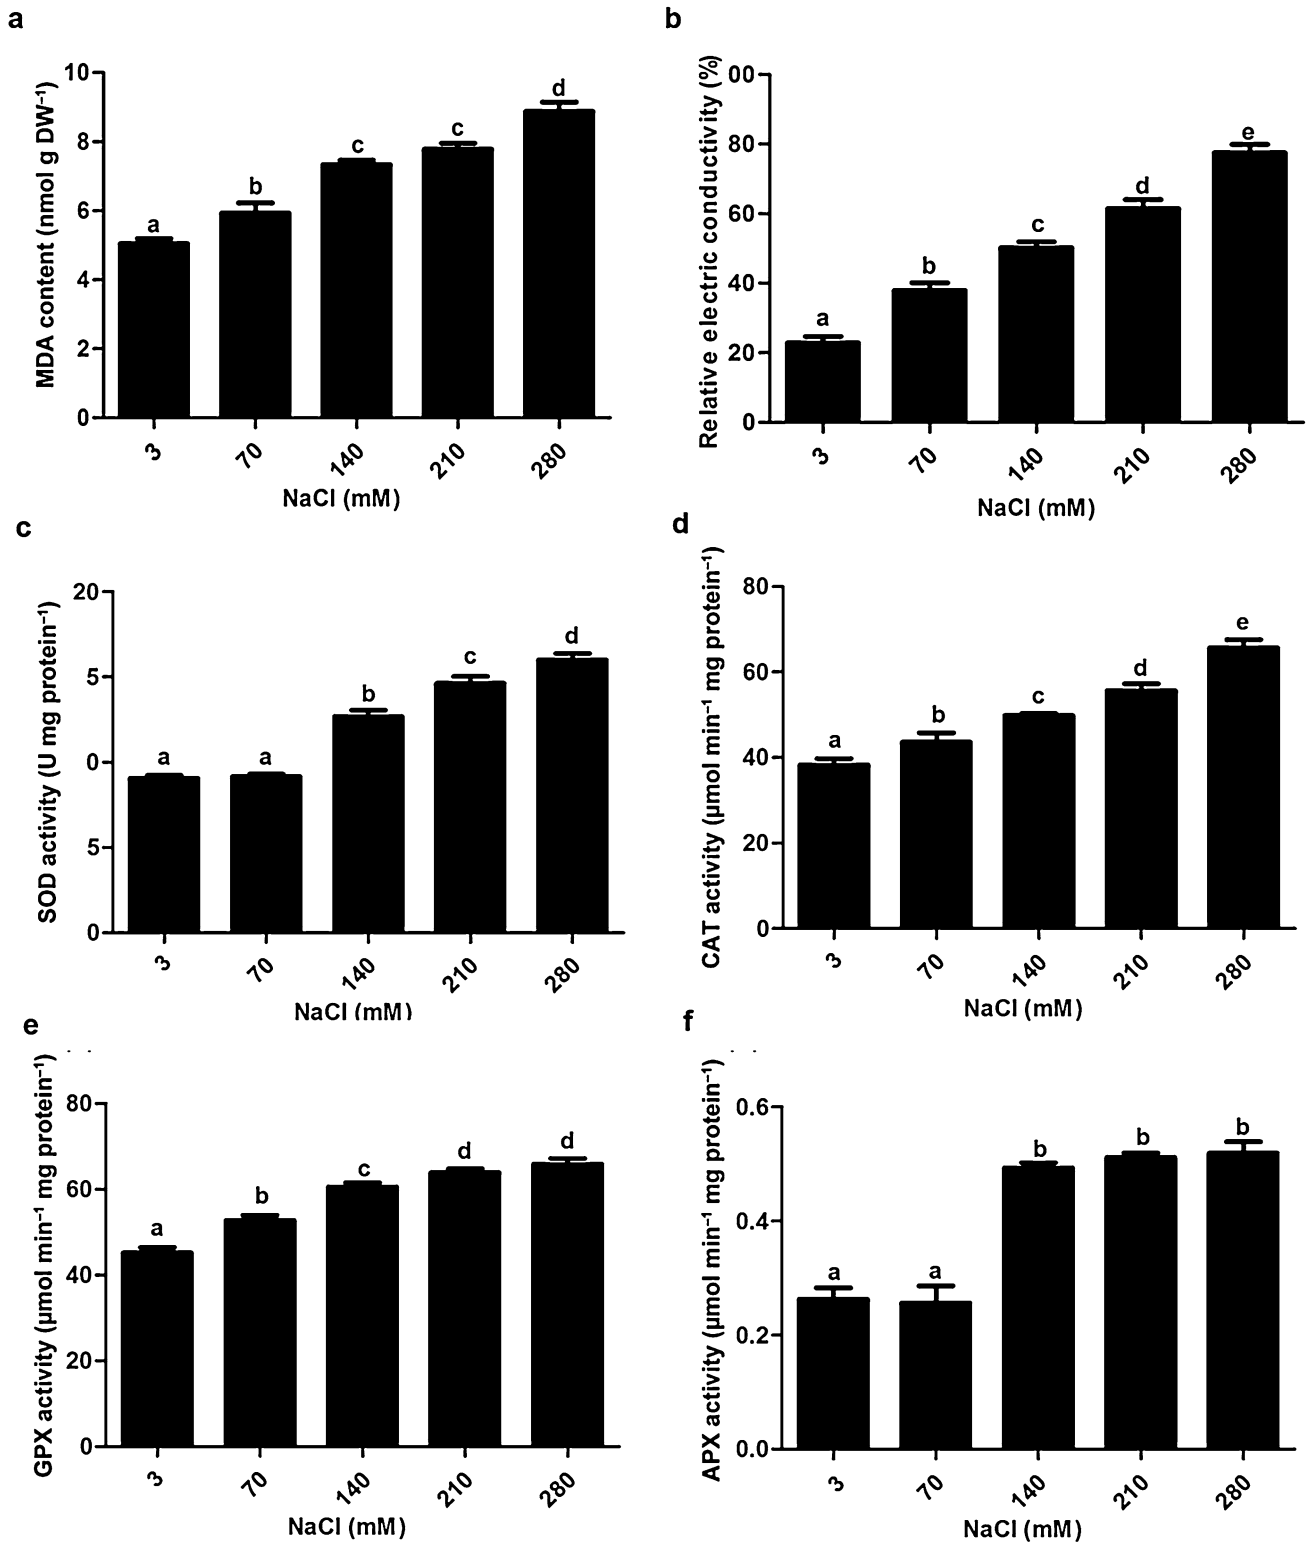 a
MDA content (nmol g DW⁻¹)
10
8
6
4
2
0
a
b
c
c
d
3
70
140
210
280
NaCl (mM)
b
Relative electric conductivity (%)
00
80
60
40
20
0
a
b
c
d
e
3
70
140
210
280
NaCl (mM)
c
SOD activity (U mg protein⁻¹)
20
5
0
5
0
a
a
b
c
d
3
70
140
210
280
NaCl (mM)
d
CAT activity (μmol min⁻¹ mg protein⁻¹)
80
60
40
20
0
a
b
c
d
e
3
70
140
210
280
NaCl (mM)
e
GPX activity (μmol min⁻¹ mg protein⁻¹)
80
60
40
20
0
a
b
c
d
d
3
70
140
210
280
NaCl (mM)
f
APX activity (μmol min⁻¹ mg protein⁻¹)
0.6
0.4
0.2
0.0
a
a
b
b
b
3
70
140
210
280
NaCl (mM)